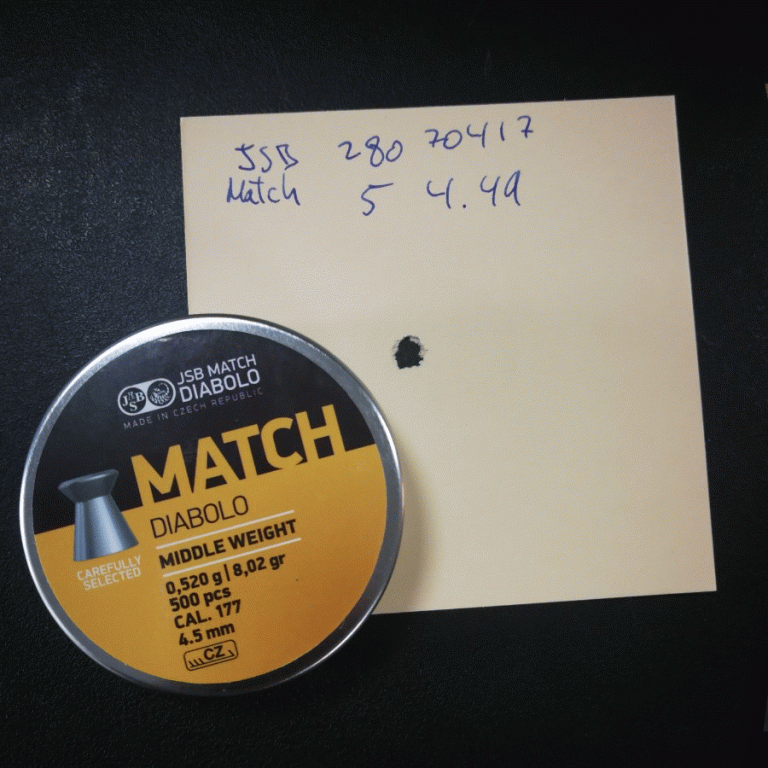 JSB 280 70417
Match 5 4.49
JSB
JSB MATCH
DIABOLO
MADE IN CZECH REPUBLIC
MATCH
DIABOLO
MIDDLE WEIGHT
CAREFULLY
SELECTED
0,520 g | 8,02 gr
500 pcs
CAL. 177
4.5 mm
CZ